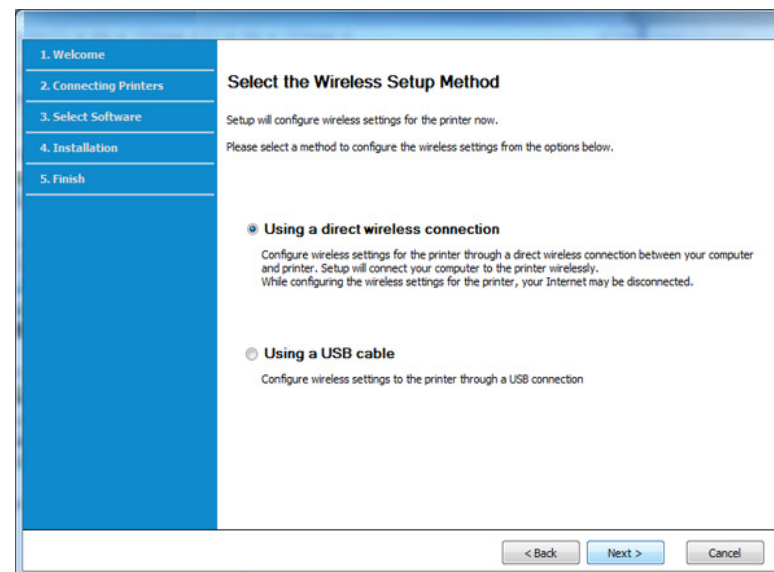 1. Welcome
2. Connecting Printers
3. Select Software
4. Installation
5. Finish
Select the Wireless Setup Method
Setup will configure wireless settings for the printer now.
Please select a method to configure the wireless settings from the options below.
Using a direct wireless connection
Configure wireless settings for the printer through a direct wireless connection between your computer
and printer. Setup will connect your computer to the printer wirelessly.
While configuring the wireless settings for the printer, your Internet may be disconnected.
Using a USB cable
Configure wireless settings to the printer through a USB connection
< Back
Next >
Cancel